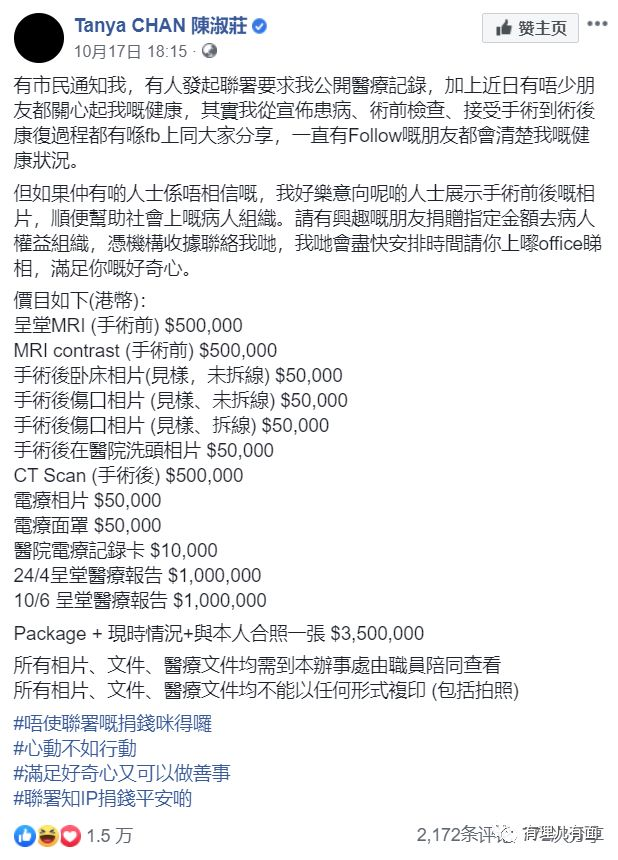 Tanya CHAN 陳淑莊
10月17日 18:15
赞主页
有市民通知我，有人發起聯署要求我公開醫療記錄，加上近日有唔少朋
友都關心起我嘅健康，其實我從宣佈患病、術前檢查、接受手術到術後
康復過程都有喺fb上同大家分享，一直有Follow嘅朋友都會清楚我嘅健
康狀況。
但如果仲有啲人士係唔相信嘅，我好樂意向呢啲人士展示手術前後嘅相
片，順便幫助社會上嘅病人組織。請有興趣嘅朋友捐贈指定金額去病人
權益組織，憑機構收據聯絡我哋，我哋會盡快安排時間請你上嚟office睇
相，滿足你嘅好奇心。
價目如下(港幣)：
呈堂MRI (手術前) $500,000
MRI contrast (手術前) $500,000
手術後卧床相片(見樣，未拆線) $50,000
手術後傷口相片 (見樣、未拆線) $50,000
手術後傷口相片 (見樣、拆線) $50,000
手術後在醫院洗頭相片 $50,000
CT Scan (手術後) $500,000
電療相片 $50,000
電療面罩 $50,000
醫院電療記錄卡 $10,000
24/4呈堂醫療報告 $1,000,000
10/6 呈堂醫療報告 $1,000,000
Package + 現時情況+與本人合照一張 $3,500,000
所有相片、文件、醫療文件均需到本辦事處由職員陪同查看
所有相片、文件、醫療文件均不能以任何形式複印 (包括拍照)
#唔使聯署嘅捐錢咪得囉
#心動不如行動
#滿足好奇心又可以做善事
#聯署知IP捐錢平安啲
1.5 万
2,172条评论